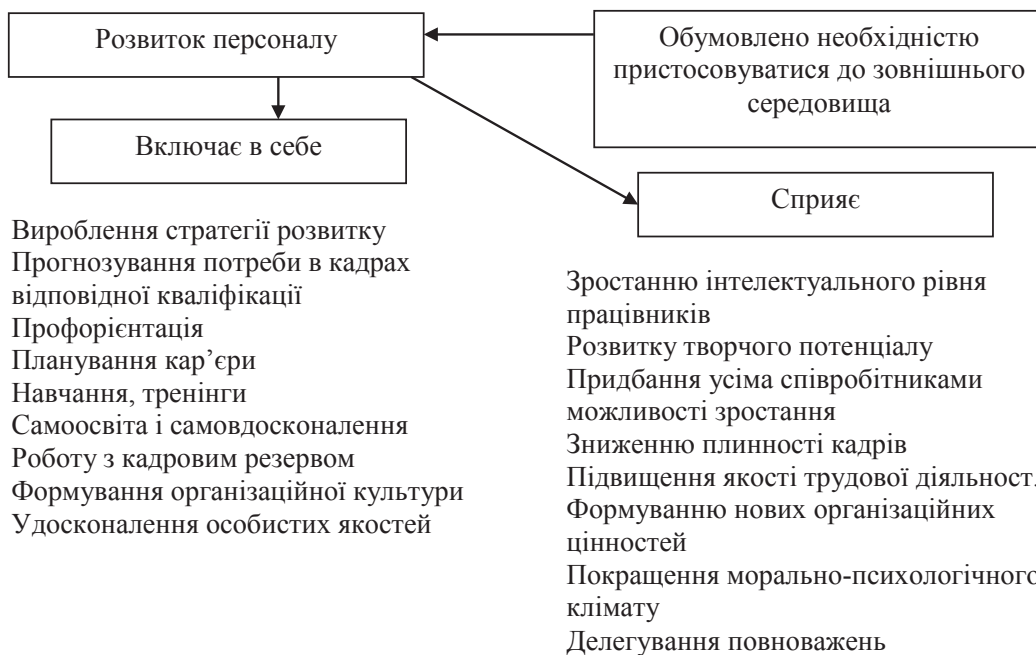 Розвиток персоналу
Обумовлено необхідністю
пристосовуватися до зовнішнього
середовища
Включає в себе
Сприяє
Вироблення стратегії розвитку
Прогнозування потреби в кадрах
відповідної кваліфікації
Профорієнтація
Планування кар’єри
Навчання, тренінги
Самоосвіта і самовдосконалення
Роботу з кадровим резервом
Формування організаційної культури
Удосконалення особистих якостей
Зростанню інтелектуального рівня
працівників
Розвитку творчого потенціалу
Придбання усіма співробітниками
можливості зростання
Зниженню плинності кадрів
Підвищення якості трудової діяльност
Формуванню нових організаційних
цінностей
Покращення морально-психологічного
клімату
Делегування повноважень